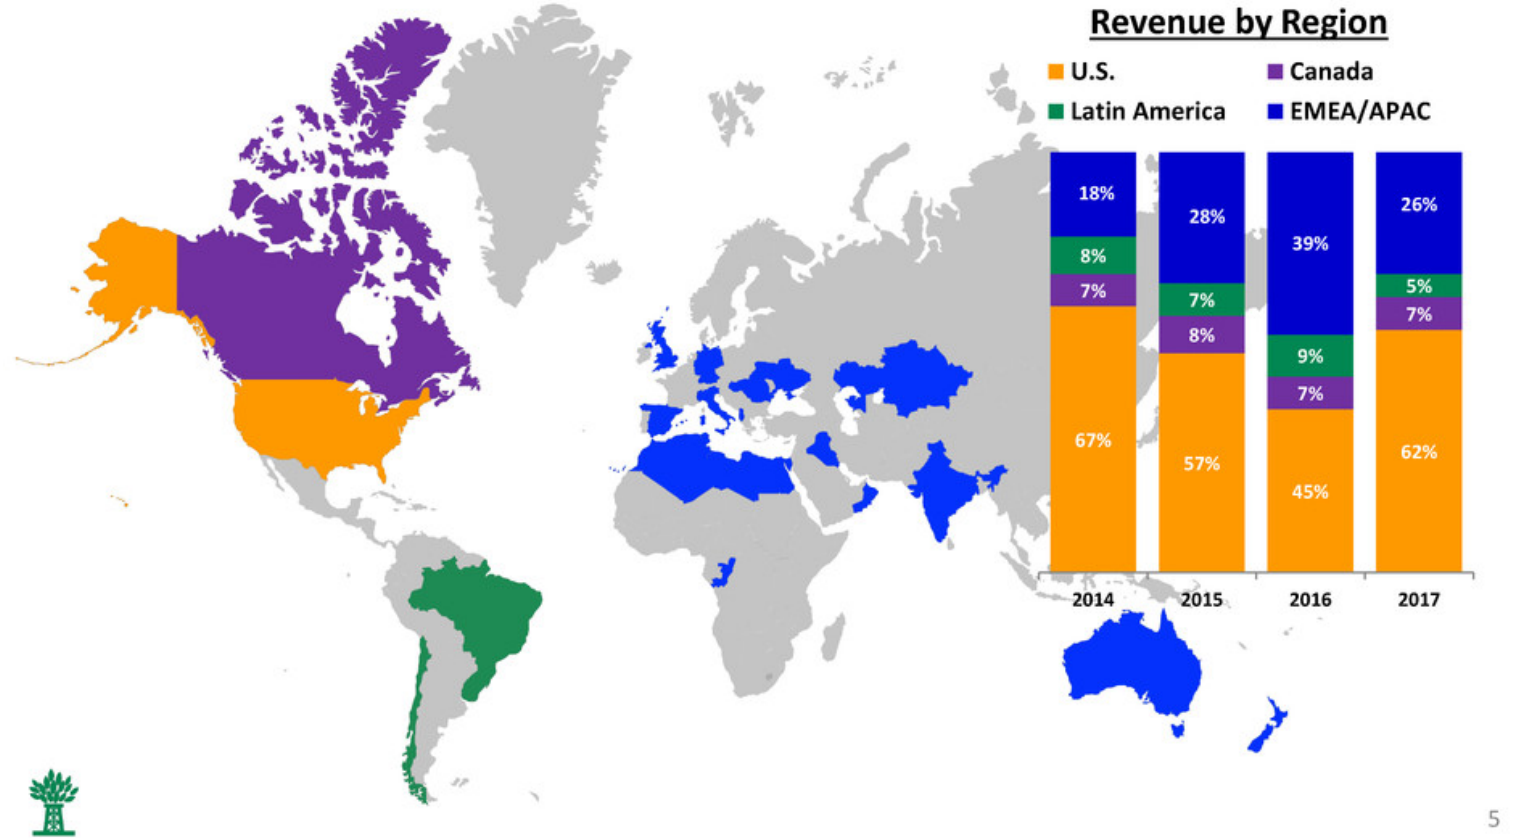 Revenue by Region
U.S. Canada
Latin America EMEA/APAC
18% 28% 39% 26%
8% 7% 9% 5%
7% 8% 7% 7%
67% 57% 45% 62%
2014 2015 2016 2017
5